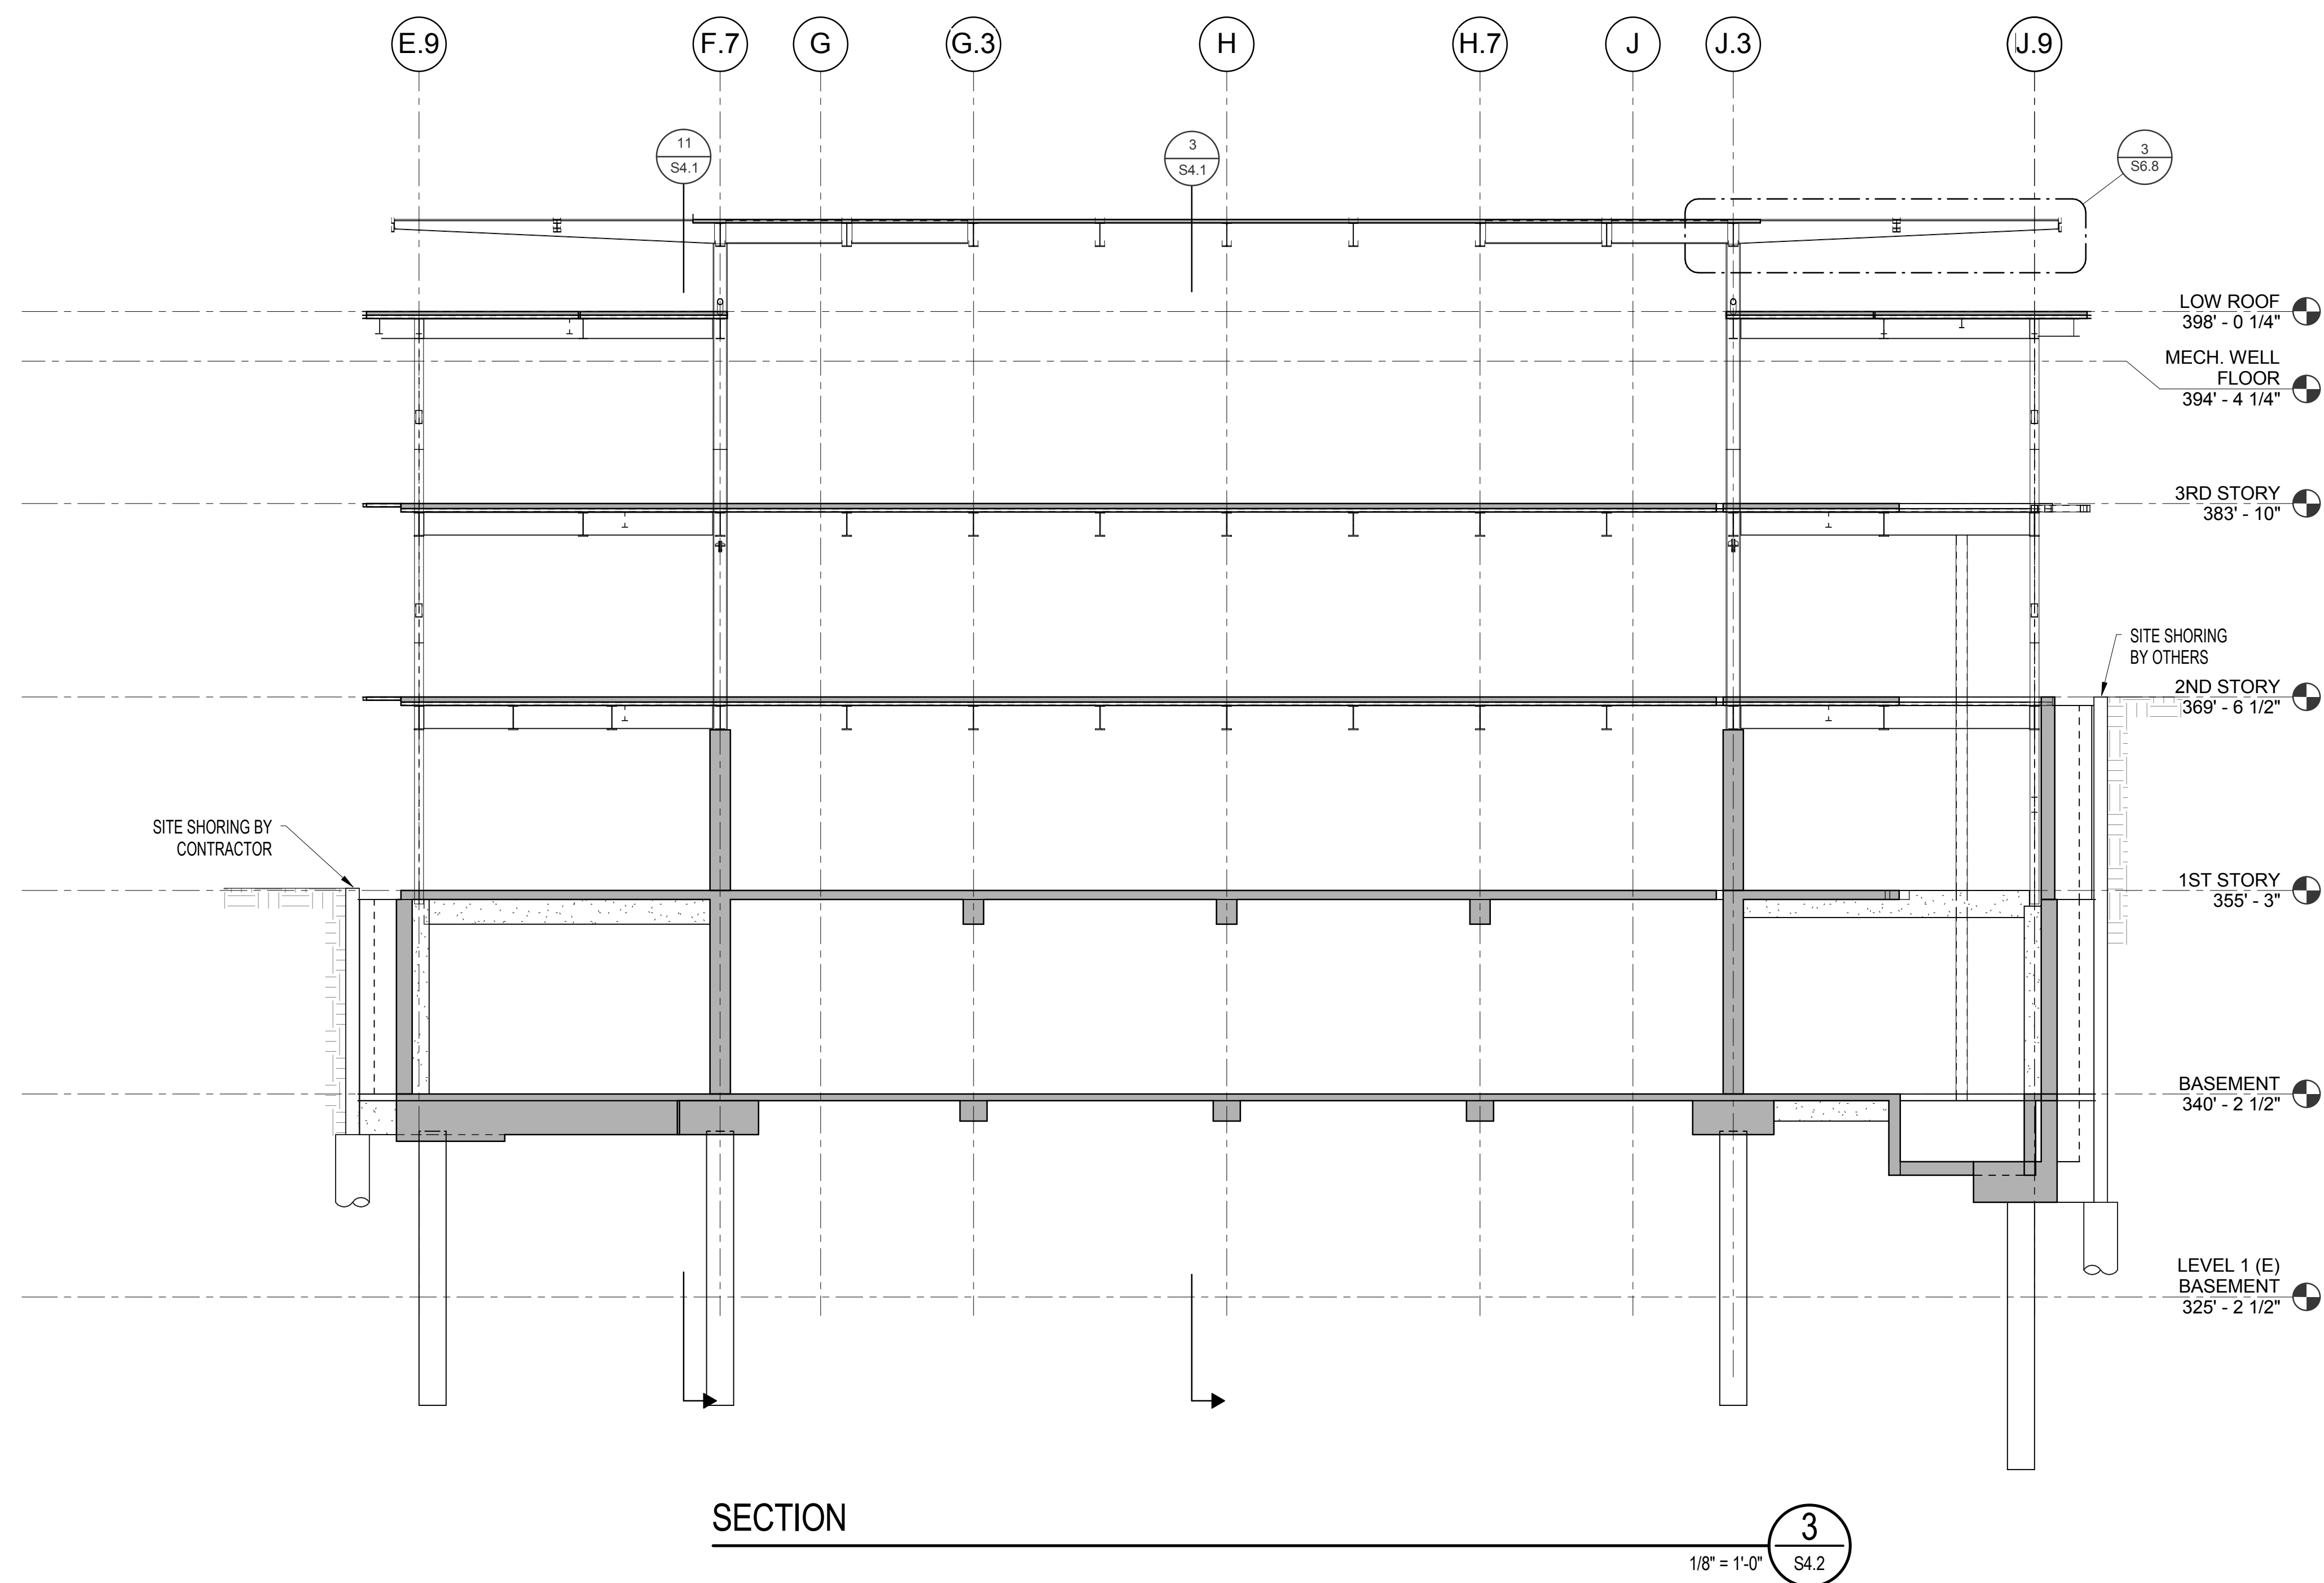 E.9
F.7
G
G.3
H
H.7
J
J.3
J.9
11
S4.1
3
S4.1
3
S6.8
LOW ROOF
398' - 0 1/4"
MECH. WELL
FLOOR
394' - 4 1/4"
3RD STORY
383' - 10"
SITE SHORING
BY OTHERS
2ND STORY
369' - 6 1/2"
SITE SHORING BY
CONTRACTOR
1ST STORY
355' - 3"
BASEMENT
340' - 2 1/2"
LEVEL 1 (E)
BASEMENT
325' - 2 1/2"
SECTION
1/8" = 1'-0"
3
S4.2